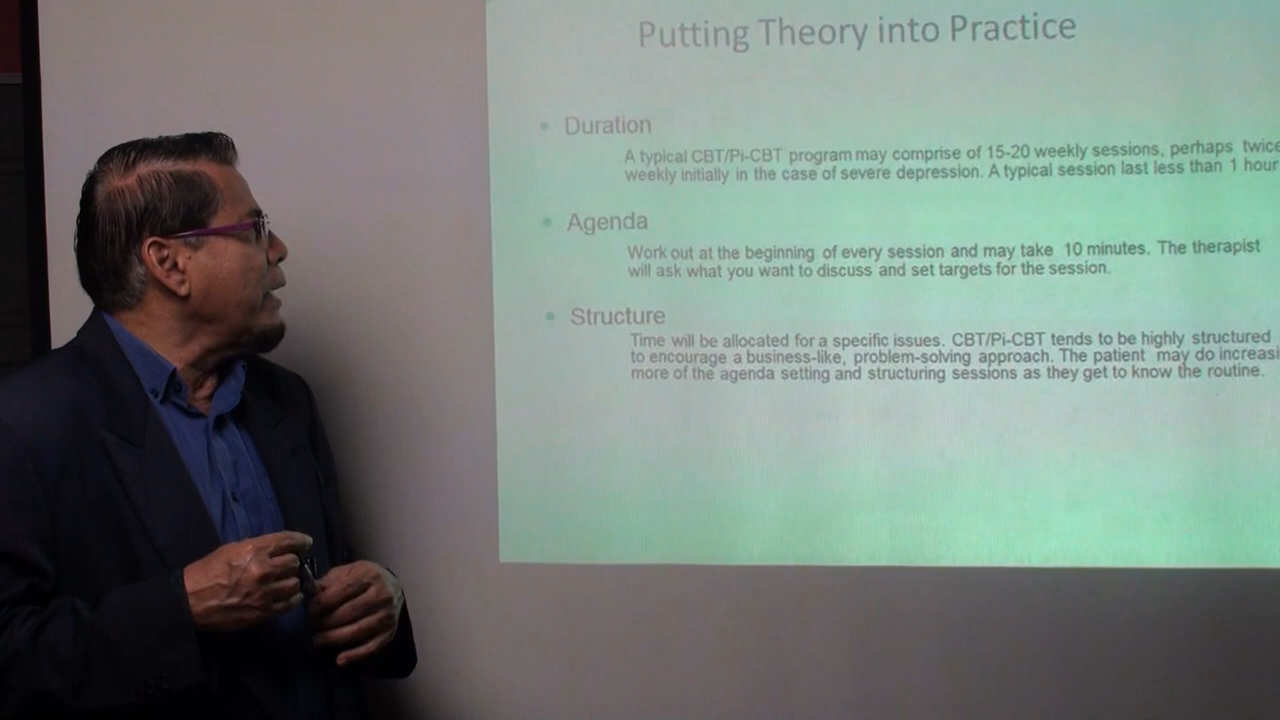 Putting Theory into Practice
• Duration
A typical CBT/Pi-CBT program may comprise of 15-20 weekly sessions, perhaps twice
weekly initially in the case of severe depression. A typical session last less than 1 hour
• Agenda
Work out at the beginning of every session and may take 10 minutes. The therapist
will ask what you want to discuss and set targets for the session.
• Structure
Time will be allocated for a specific issues. CBT/Pi-CBT tends to be highly structured
to encourage a business-like, problem-solving approach. The patient may do increasi
more of the agenda setting and structuring sessions as they get to know the routine.